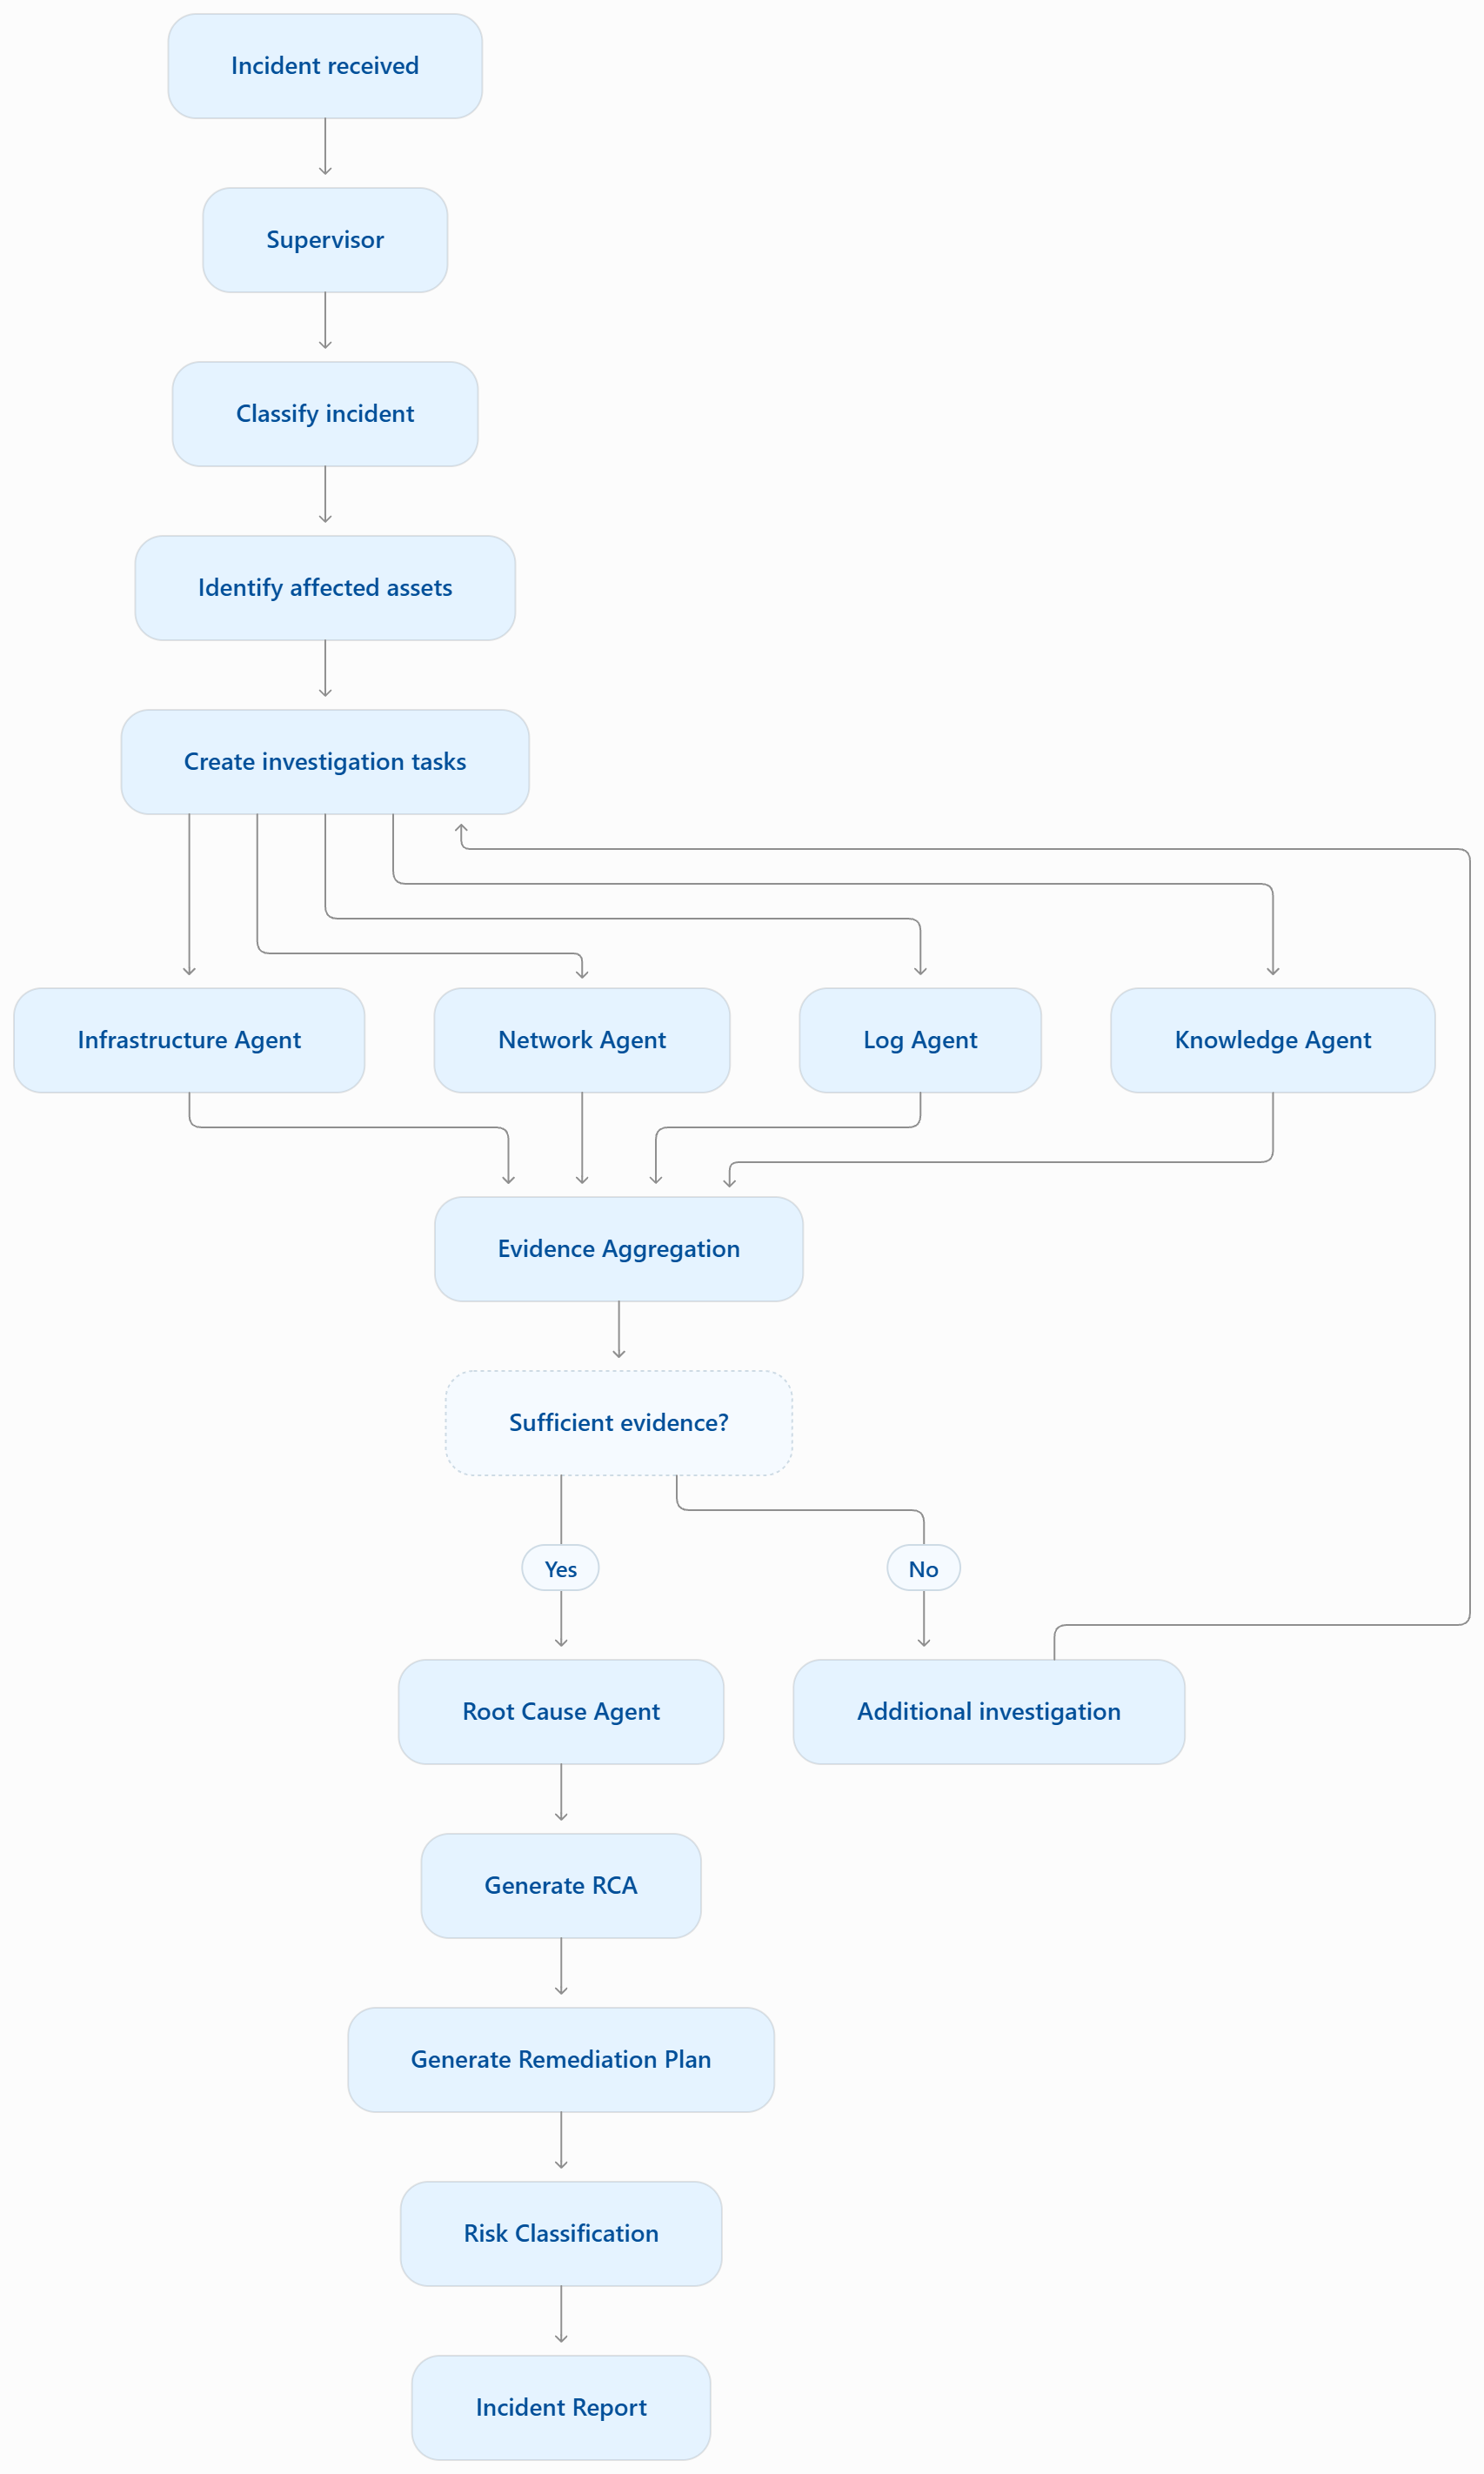 Incident received
Supervisor
Classify incident
Identify affected assets
Create investigation tasks
Infrastructure Agent
Network Agent
Log Agent
Knowledge Agent
Evidence Aggregation
Sufficient evidence?
Yes
No
Root Cause Agent
Additional investigation
Generate RCA
Generate Remediation Plan
Risk Classification
Incident Report